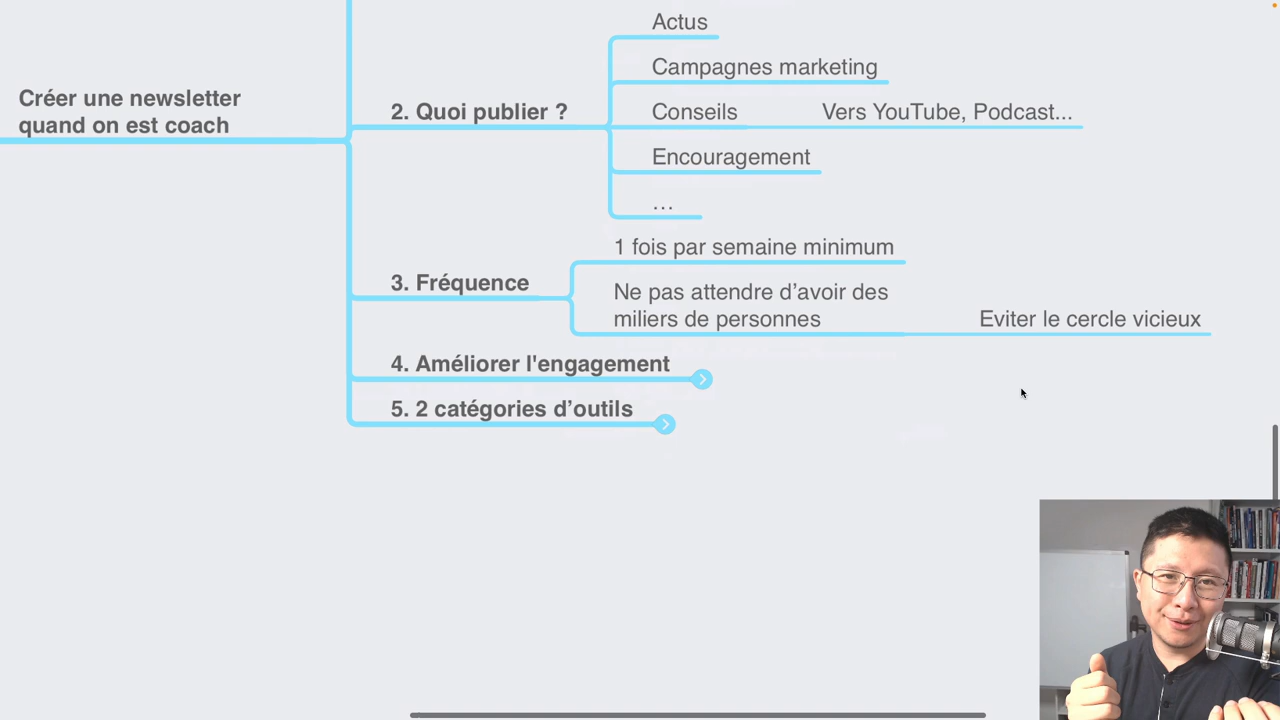 Créer une newsletter
quand on est coach
2. Quoi publier ?
Actus
Campagnes marketing
Conseils
Vers YouTube, Podcast...
Encouragement
...
3. Fréquence
1 fois par semaine minimum
Ne pas attendre d’avoir des
miliers de personnes
Eviter le cercle vicieux
4. Améliorer l'engagement
5. 2 catégories d’outils